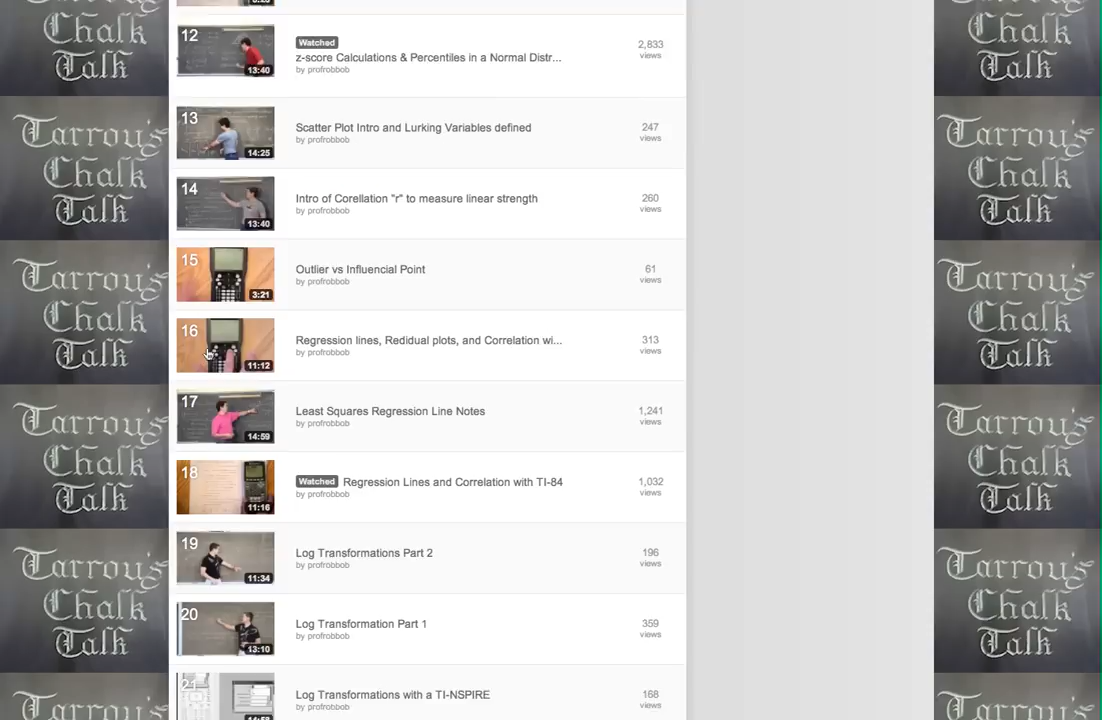 Tarrou's
Chalk
Talk
12
13:40
Watched
z-score Calculations & Percentiles in a Normal Distr...
by profrobbob
2,833
views
13
14:25
Scatter Plot Intro and Lurking Variables defined
by profrobbob
247
views
14
13:40
Intro of Corellation "r" to measure linear strength
by profrobbob
260
views
15
3:21
Outlier vs Influencial Point
by profrobbob
61
views
16
11:12
Regression lines, Redidual plots, and Correlation wi...
by profrobbob
313
views
17
14:59
Least Squares Regression Line Notes
by profrobbob
1,241
views
18
11:16
Watched Regression Lines and Correlation with TI-84
by profrobbob
1,032
views
19
11:34
Log Transformations Part 2
by profrobbob
196
views
20
13:10
Log Transformation Part 1
by profrobbob
359
views
21
Log Transformations with a TI-NSPIRE
by profrobbob
168
views
Tarrou's
Chalk
Talk